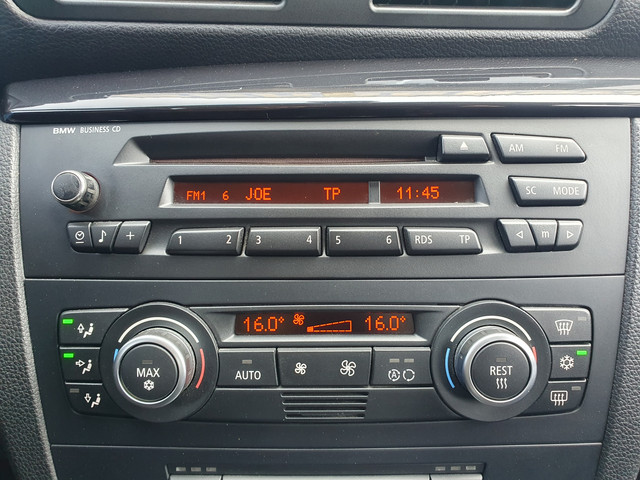 BMW BUSINESS CD
AM FM
FM1 6 JOE TP 11:45
SC MODE
1 2 3 4 5 6 RDS TP m
16.0° 16.0°
MAX AUTO A REST